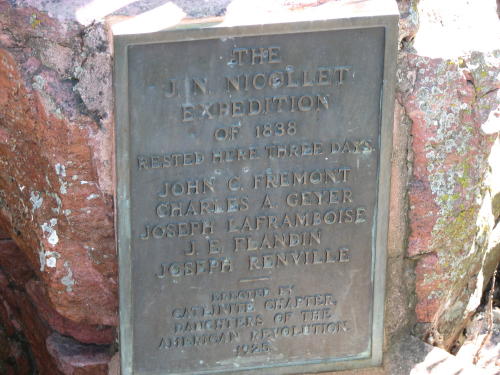 THE
J. N. NICOLLET
EXPEDITION
OF 1838
RESTED HERE THREE DAYS.
JOHN C. FREMONT
CHARLES A. GEYER
JOSEPH LAFRAMBOISE
J. E. FLANDIN
JOSEPH RENVILLE
ERECTED BY
CATLINITE CHAPTER,
DAUGHTERS OF THE
AMERICAN REVOLUTION.
1925.